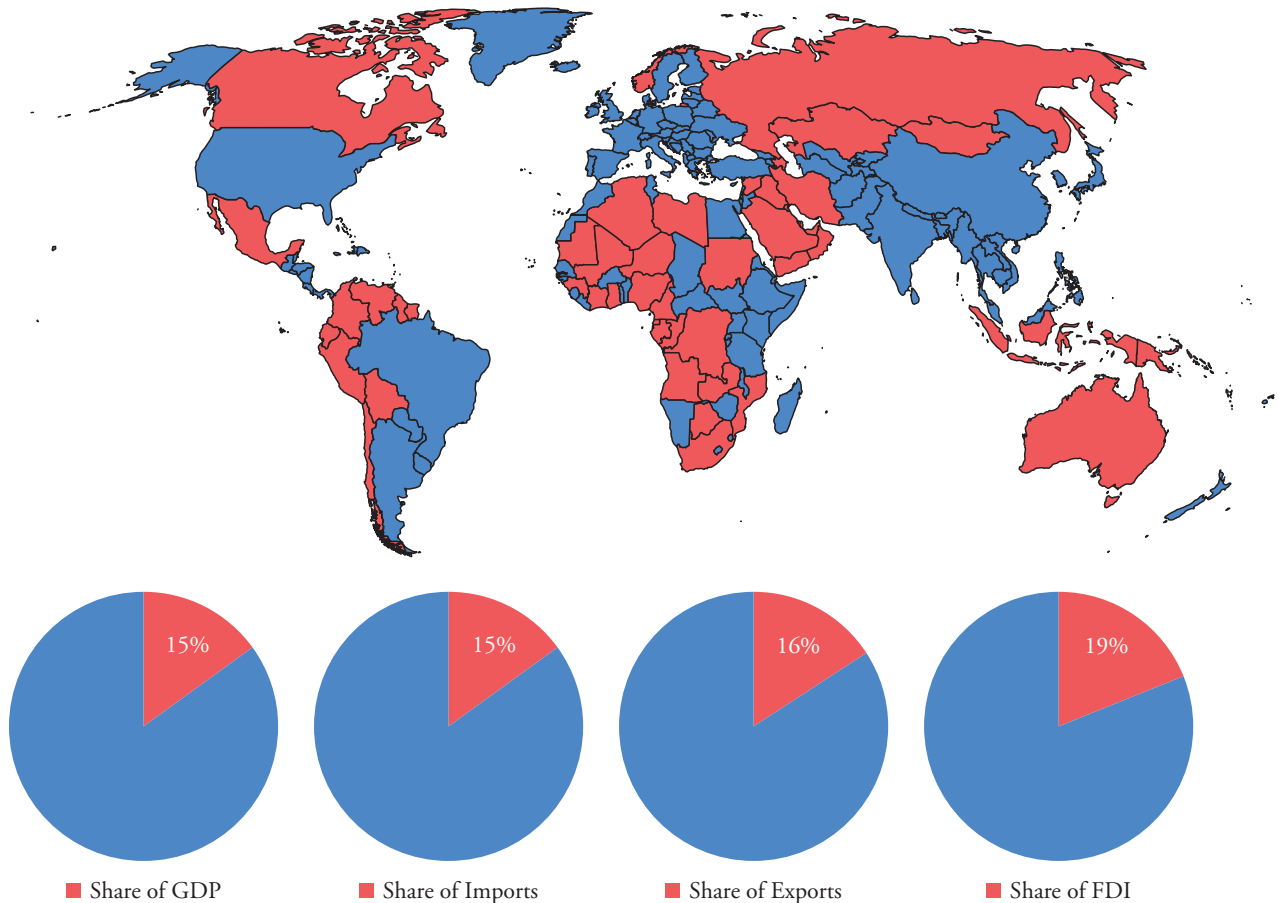 15%
15%
16%
19%
Share of GDP
Share of Imports
Share of Exports
Share of FDI